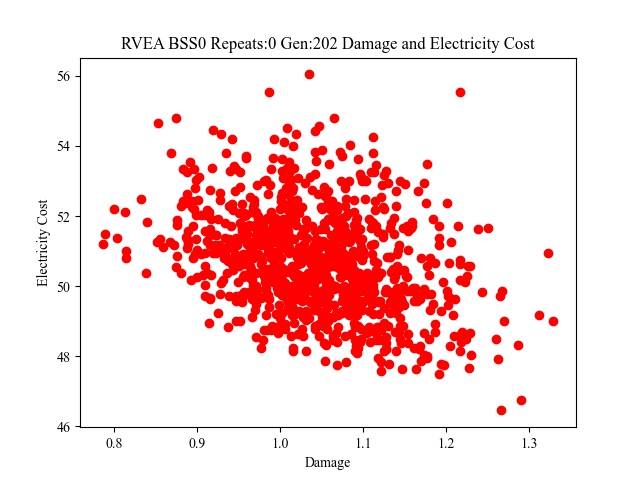 RVEA BSS0 Repeats:0 Gen:202 Damage and Electricity Cost
56
54
52
50
48
46
Electricity Cost
0.8 0.9 1.0 1.1 1.2 1.3
Damage